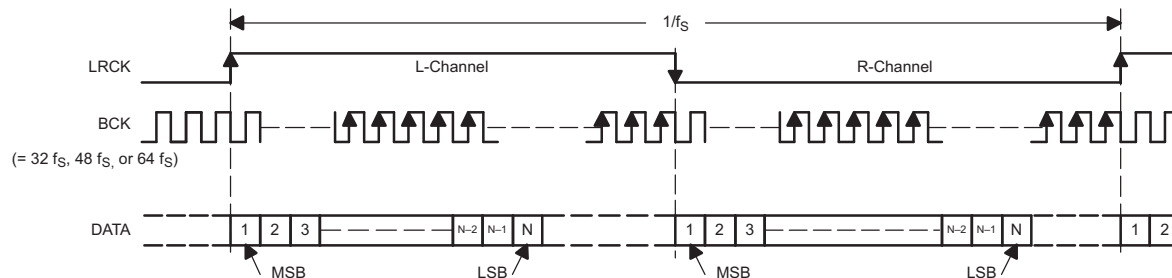 1/fS
LRCK
L-Channel
R-Channel
BCK
(= 32 fS, 48 fS, or 64 fS)
DATA
1 2 3 N–2 N–1 N 1 2 3 N–2 N–1 N 1 2
MSB LSB MSB LSB